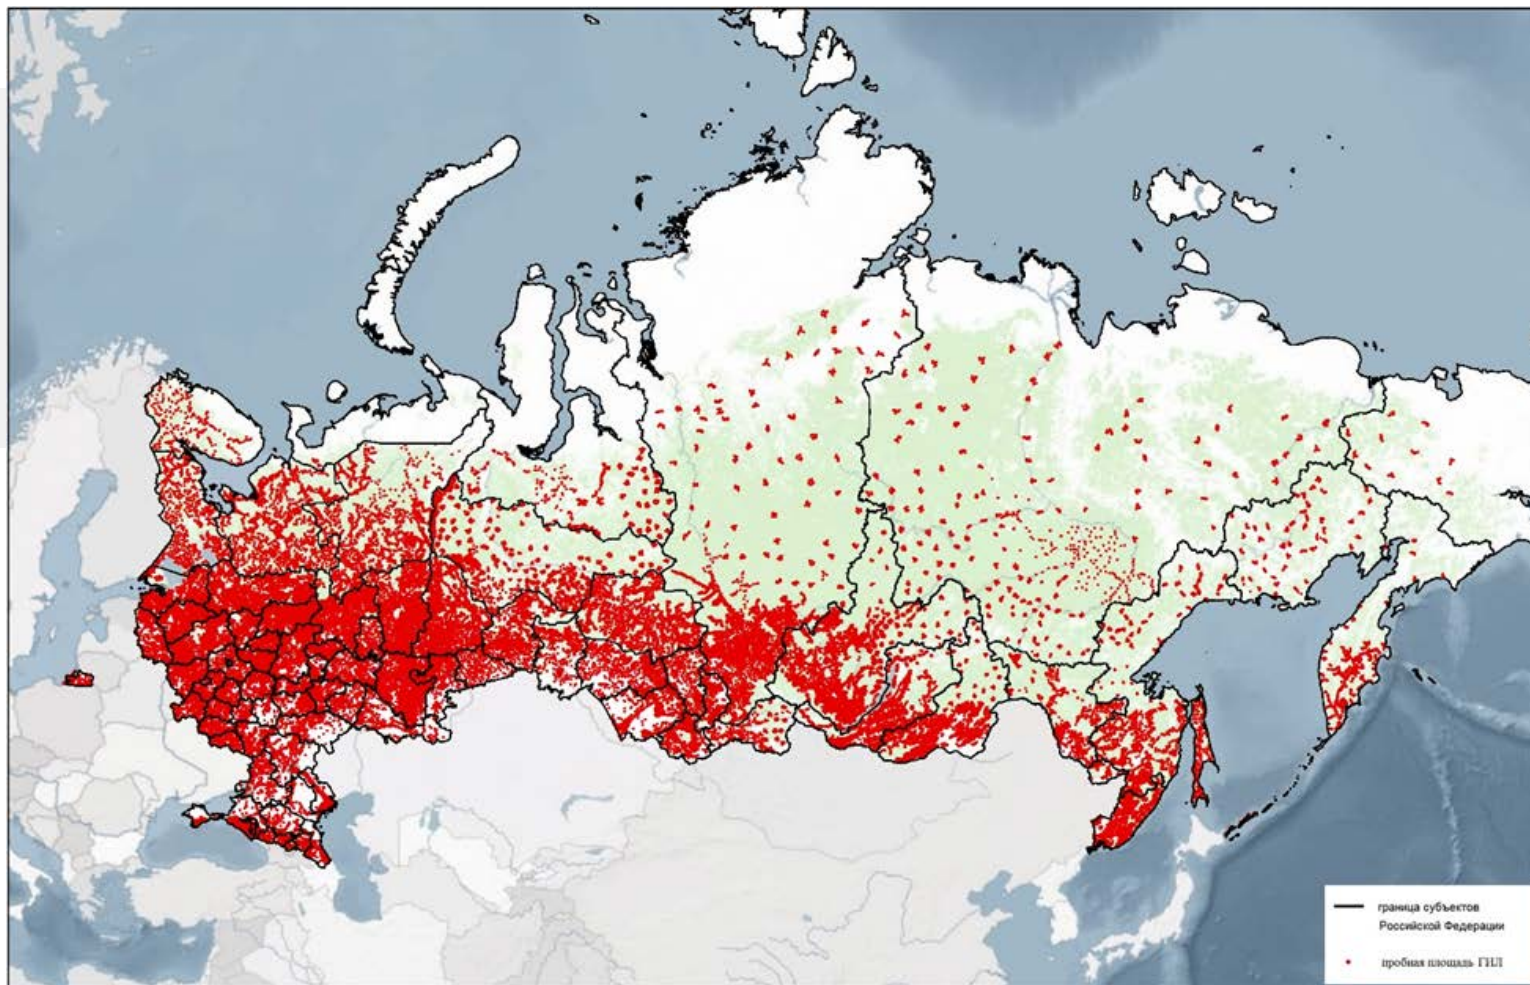 граница субъектов
Российской Федерации
пробная площадь ГИЛ